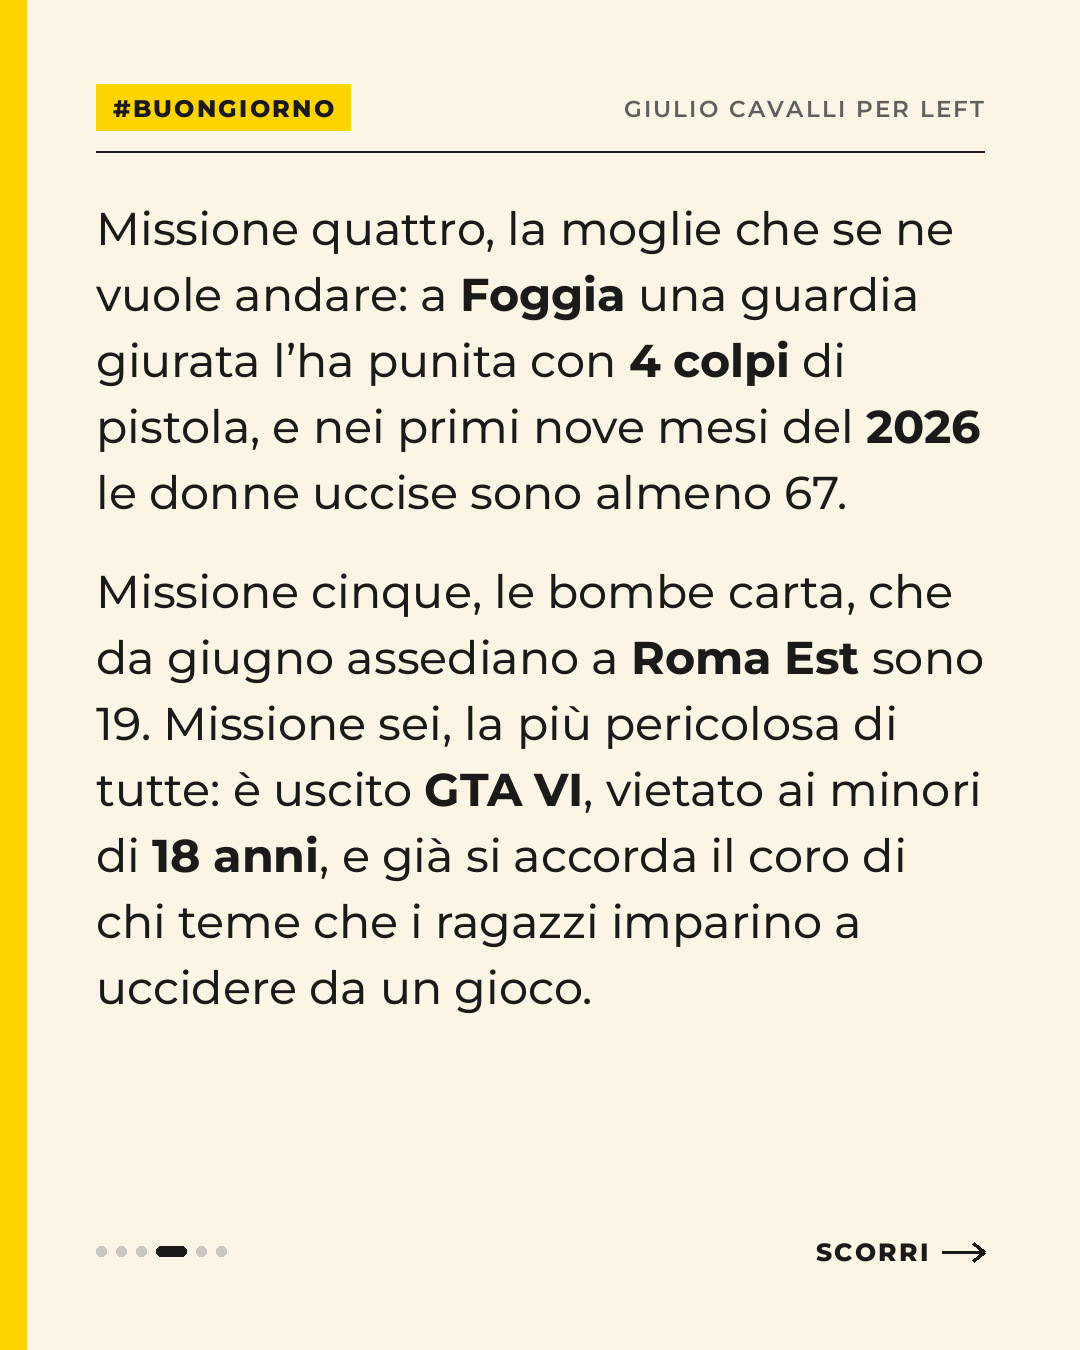 #BUONGIORNO
GIULIO CAVALLI PER LEFT
Missione quattro, la moglie che se ne
vuole andare: a Foggia una guardia
giurata l’ha punita con 4 colpi di
pistola, e nei primi nove mesi del 2026
le donne uccise sono almeno 67.
Missione cinque, le bombe carta, che
da giugno assediano a Roma Est sono
19. Missione sei, la più pericolosa di
tutte: è uscito GTA VI, vietato ai minori
di 18 anni, e già si accorda il coro di
chi teme che i ragazzi imparino a
uccidere da un gioco.
SCORRI